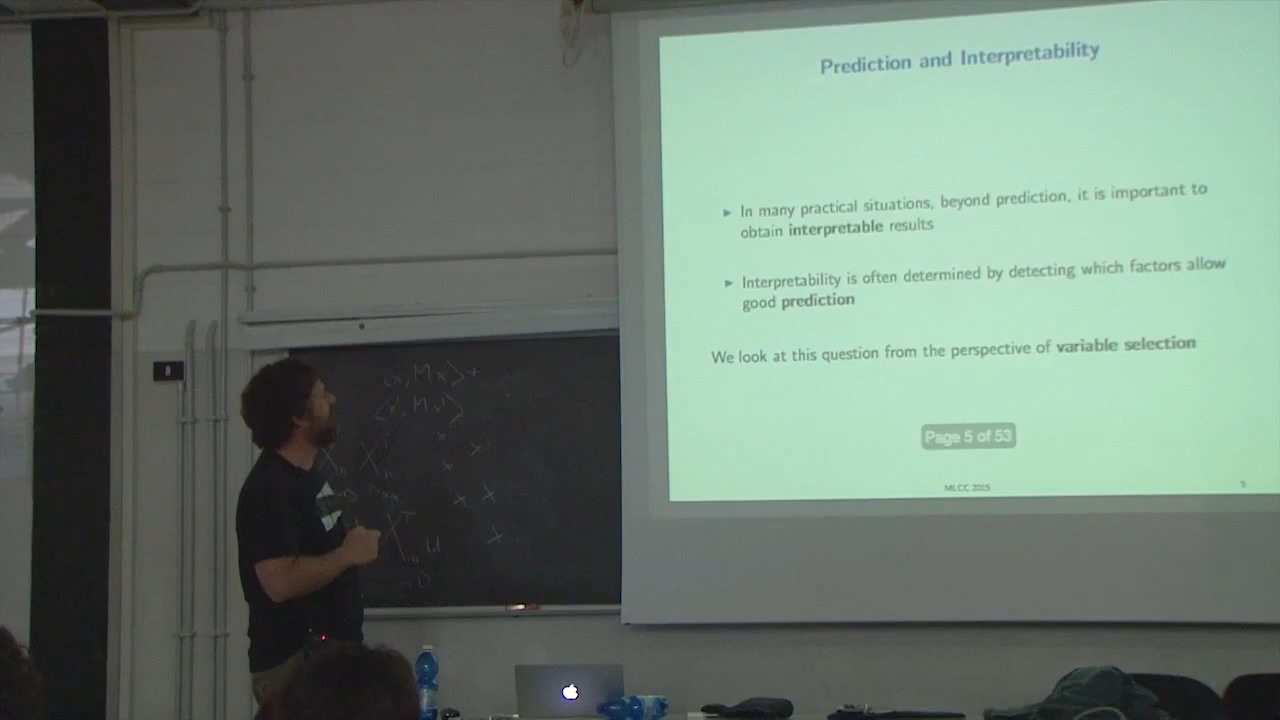 Prediction and Interpretability
► In many practical situations, beyond prediction, it is important to
obtain interpretable results
► Interpretability is often determined by detecting which factors allow
good prediction
We look at this question from the perspective of variable selection
Page 5 of 53
MLCC 2015
5